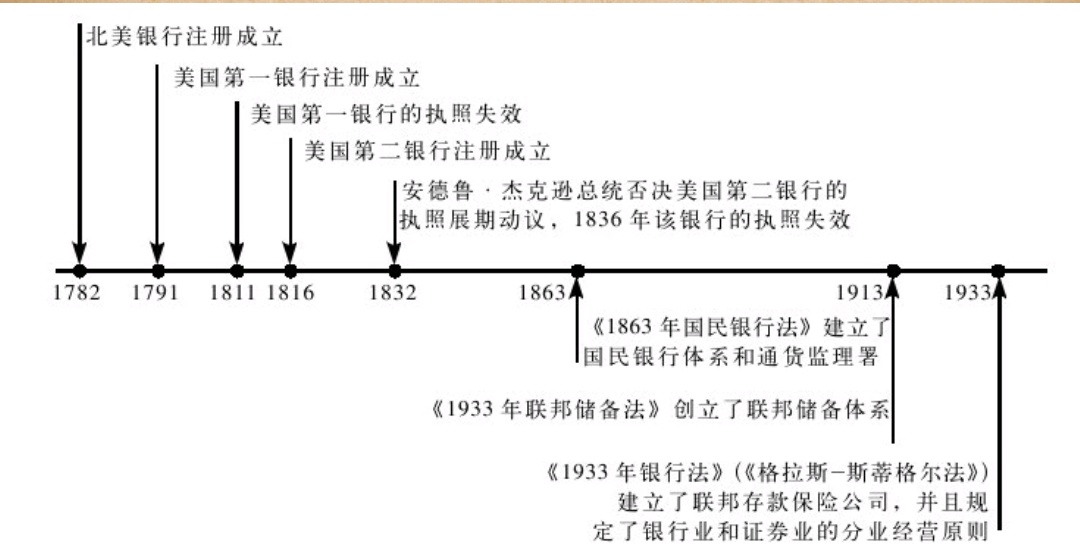 北美银行注册成立
美国第一银行注册成立
美国第一银行的执照失效
美国第二银行注册成立
安德鲁·杰克逊总统否决美国第二银行的
执照展期动议，1836 年该银行的执照失效
1782 1791 1811 1816 1832 1863 1913 1933
《1863 年国民银行法》建立了
国民银行体系和通货监理署
《1933 年联邦储备法》创立了联邦储备体系
《1933 年银行法》（《格拉斯–斯蒂格尔法》）
建立了联邦存款保险公司，并且规
定了银行业和证券业的分业经营原则